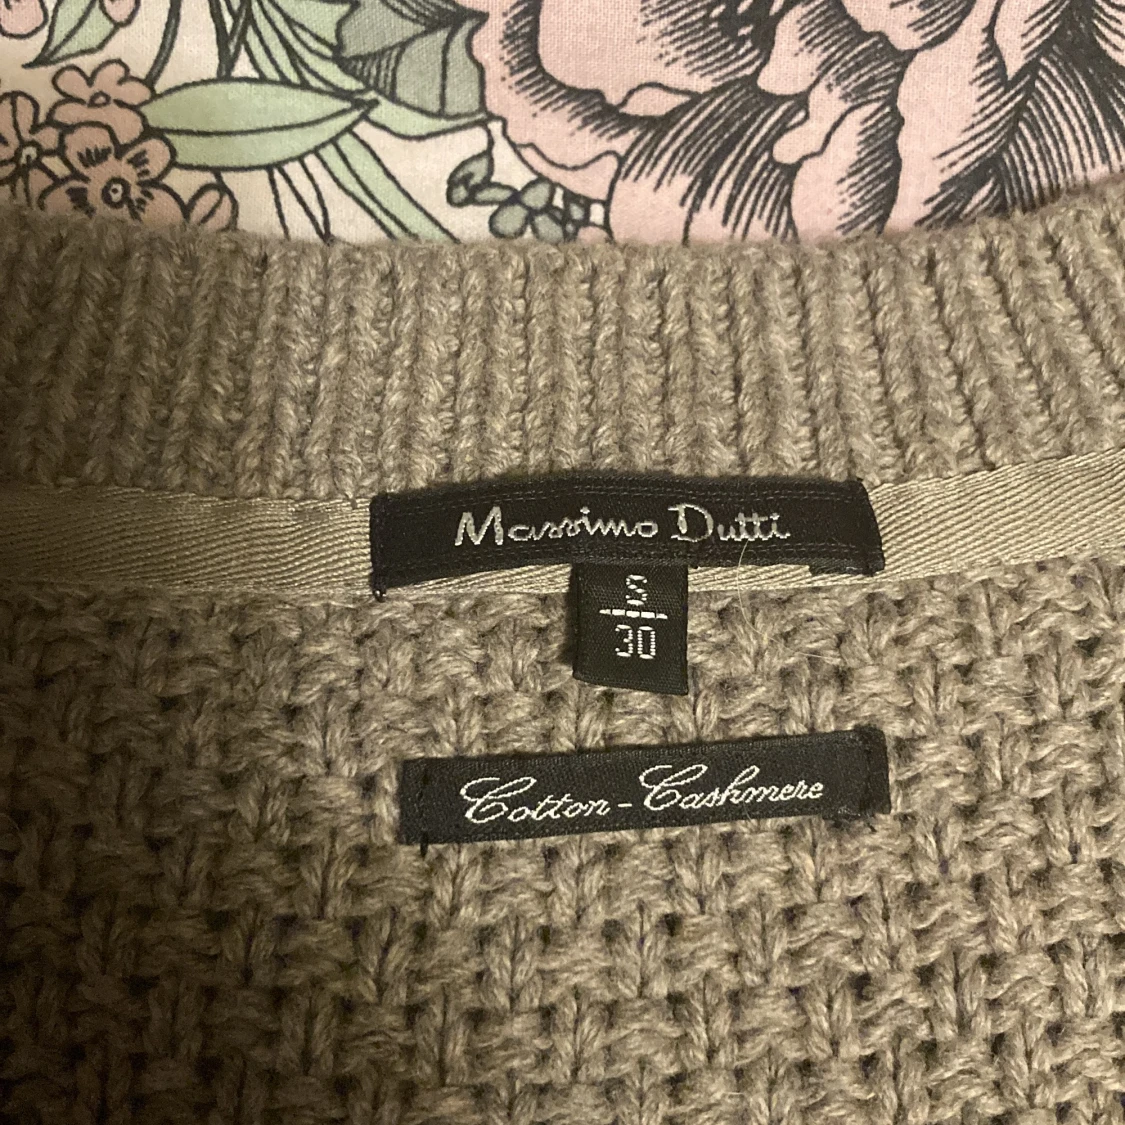 Massimo Dutti
S
30
Cotton-Cashmere